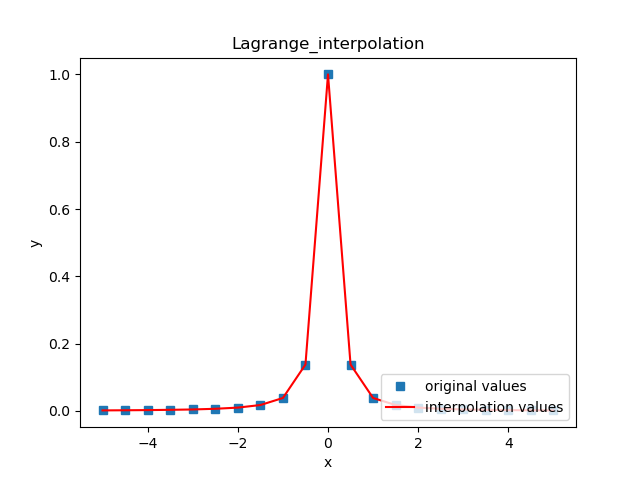 Lagrange_interpolation
1.0
0.8
0.6
0.4
0.2
0.0
y
−4
−2
0
2
4
x
original values
interpolation values